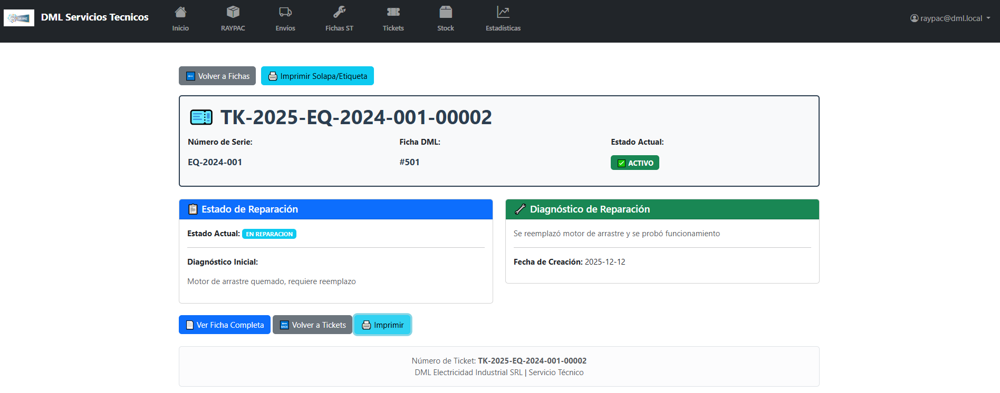 DML Servicios Tecnicos
Inicio
RAYPAC
Envíos
Fichas ST
Tickets
Stock
Estadísticas
raypac@dml.local
Volver a Fichas
Imprimir Solapa/Etiqueta
TK-2025-EQ-2024-001-00002
Número de Serie:
Ficha DML:
Estado Actual:
EQ-2024-001
#501
ACTIVO
Estado de Reparación
Estado Actual: EN REPARACION
Diagnóstico Inicial:
Motor de arrastre quemado, requiere reemplazo
Diagnóstico de Reparación
Se reemplazó motor de arrastre y se probó funcionamiento
Fecha de Creación: 2025-12-12
Ver Ficha Completa
BACK Volver a Tickets
Imprimir
Número de Ticket: TK-2025-EQ-2024-001-00002
DML Electricidad Industrial SRL | Servicio Técnico